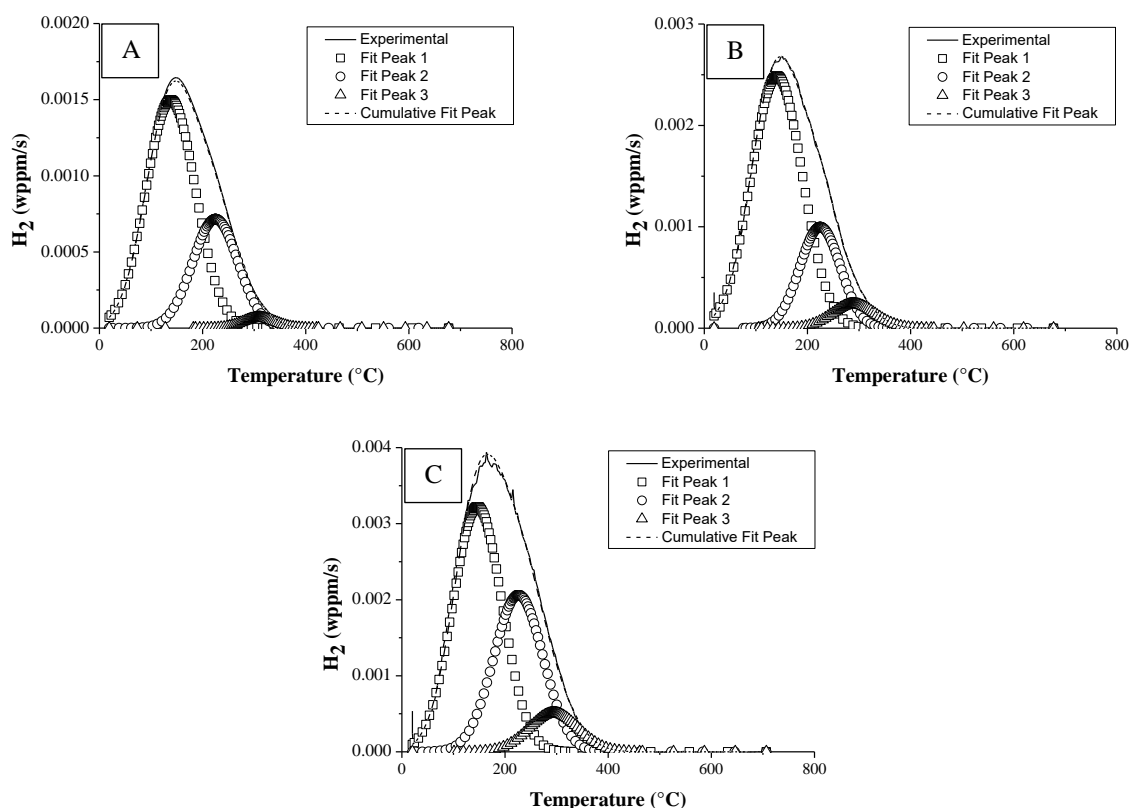 A
Experimental
Fit Peak 1
Fit Peak 2
Fit Peak 3
Cumulative Fit Peak
0.0020
0.0015
0.0010
0.0005
0.0000
H2 (wppm/s)
0 200 400 600 800
Temperature (°C)
B
Experimental
Fit Peak 1
Fit Peak 2
Fit Peak 3
Cumulative Fit Peak
0.003
0.002
0.001
0.000
H2 (wppm/s)
0 200 400 600 800
Temperature (°C)
C
Experimental
Fit Peak 1
Fit Peak 2
Fit Peak 3
Cumulative Fit Peak
0.004
0.003
0.002
0.001
0.000
H2 (wppm/s)
0 200 400 600 800
Temperature (°C)